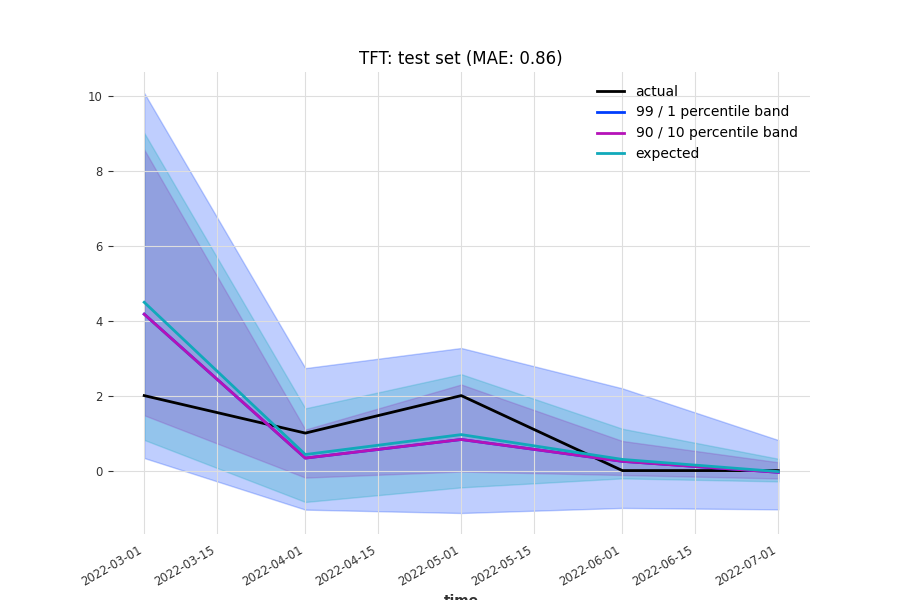 TFT: test set (MAE: 0.86)
actual
99 / 1 percentile band
90 / 10 percentile band
expected
10
8
6
4
2
0
2022-03-01
2022-03-15
2022-04-01
2022-04-15
2022-05-01
2022-05-15
2022-06-01
2022-06-15
2022-07-01
time